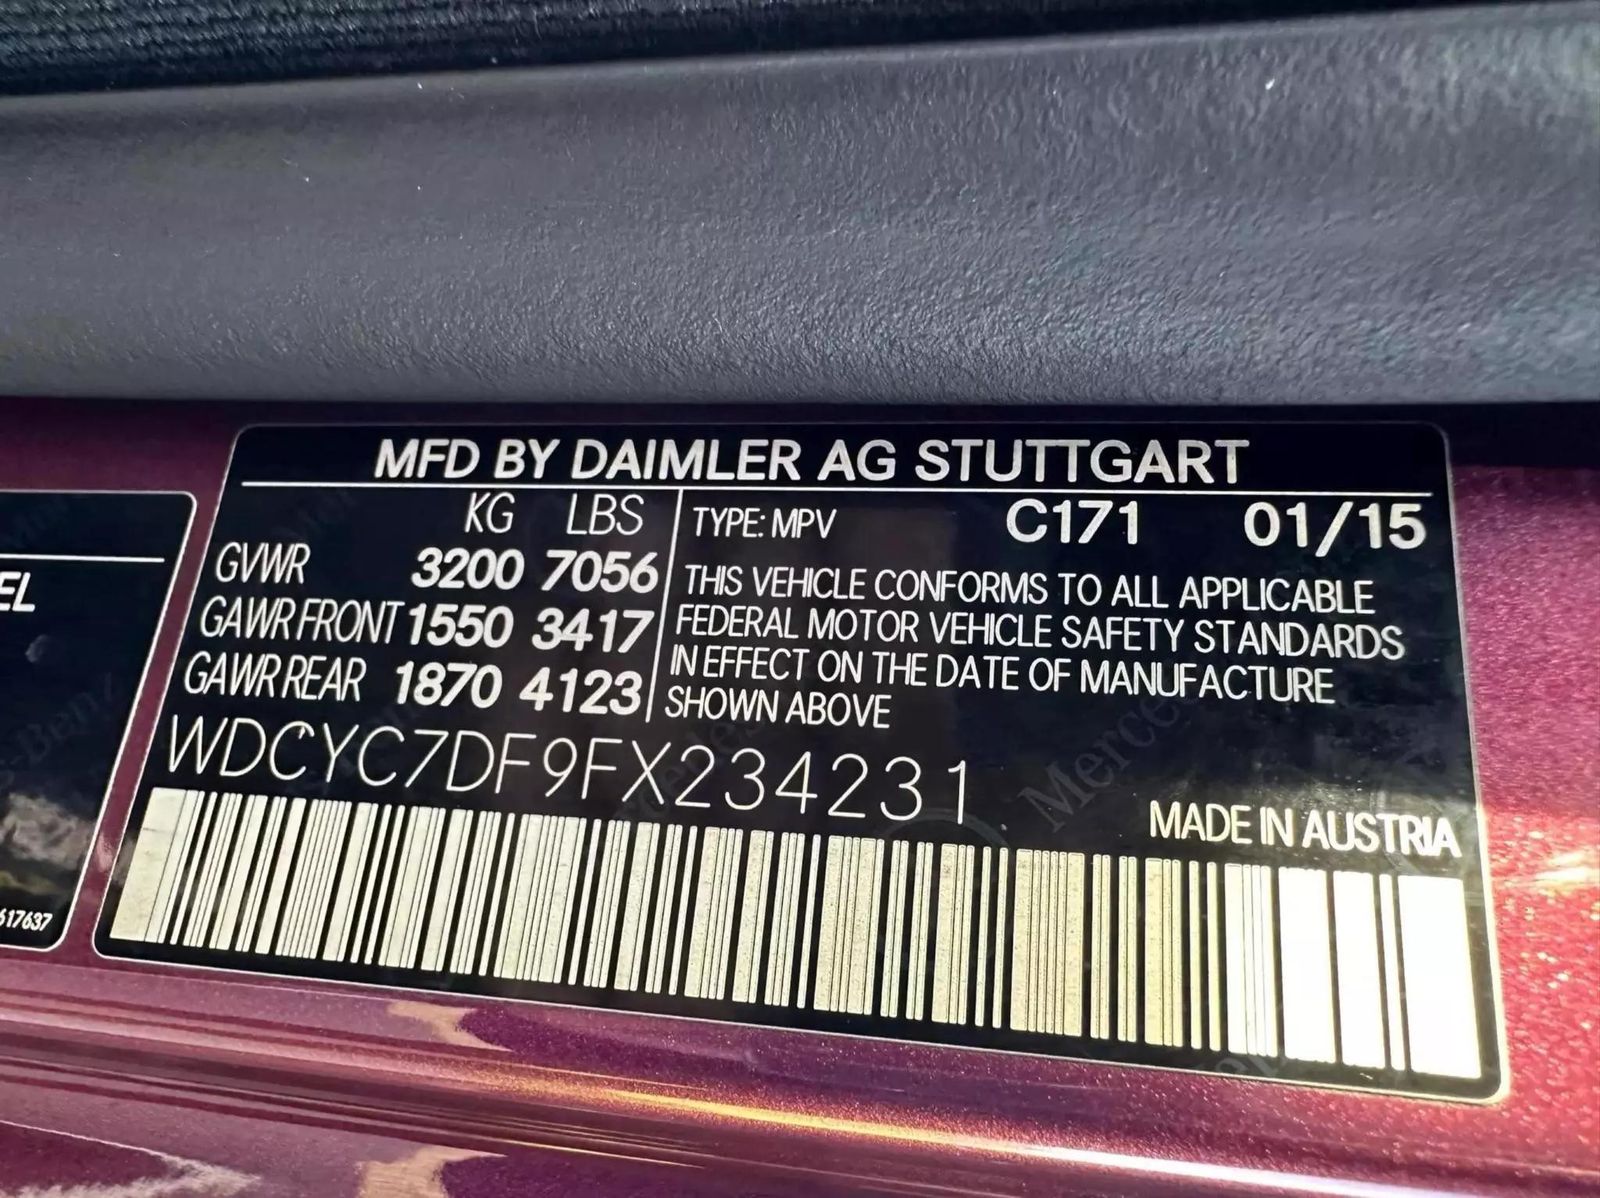 MFD BY DAIMLER AG STUTTGART
KG LBS
GVWR 3200 7056
GAWR FRONT 1550 3417
GAWR REAR 1870 4123
TYPE: MPV C171 01/15
THIS VEHICLE CONFORMS TO ALL APPLICABLE
FEDERAL MOTOR VEHICLE SAFETY STANDARDS
IN EFFECT ON THE DATE OF MANUFACTURE
SHOWN ABOVE
WDCYC7DF9FX234231
MADE IN AUSTRIA
EL
617637